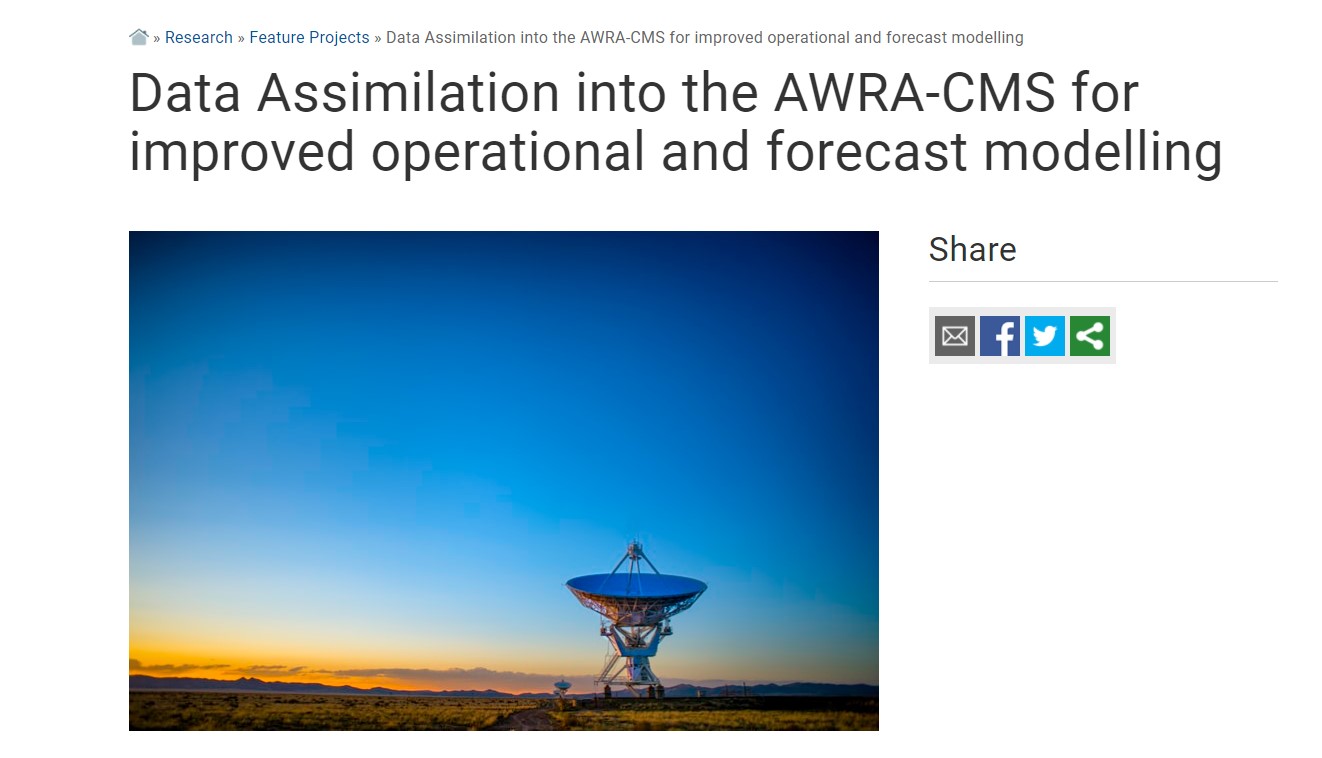 » Research » Feature Projects » Data Assimilation into the AWRA-CMS for improved operational and forecast modelling
Data Assimilation into the AWRA-CMS for
improved operational and forecast modelling
Share